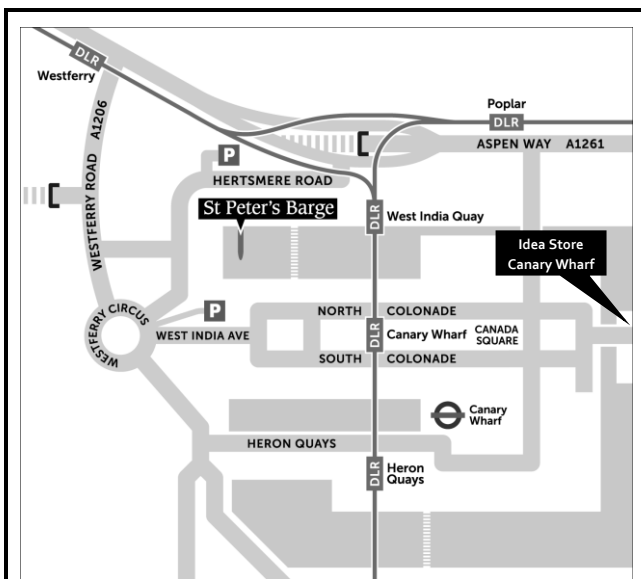 DLR
Westferry
A1206
WESTFERRY ROAD
Poplar
DLR
ASPEN WAY A1261
P
HERTSMERE ROAD
St Peter's Barge
DLR
West India Quay
Idea Store
Canary Wharf
WESTFERRY CIRCUS
P
WEST INDIA AVE
NORTH COLONADE
DLR
Canary Wharf
CANADA
SQUARE
SOUTH COLONADE
Canary
Wharf
HERON QUAYS
DLR
Heron
Quays